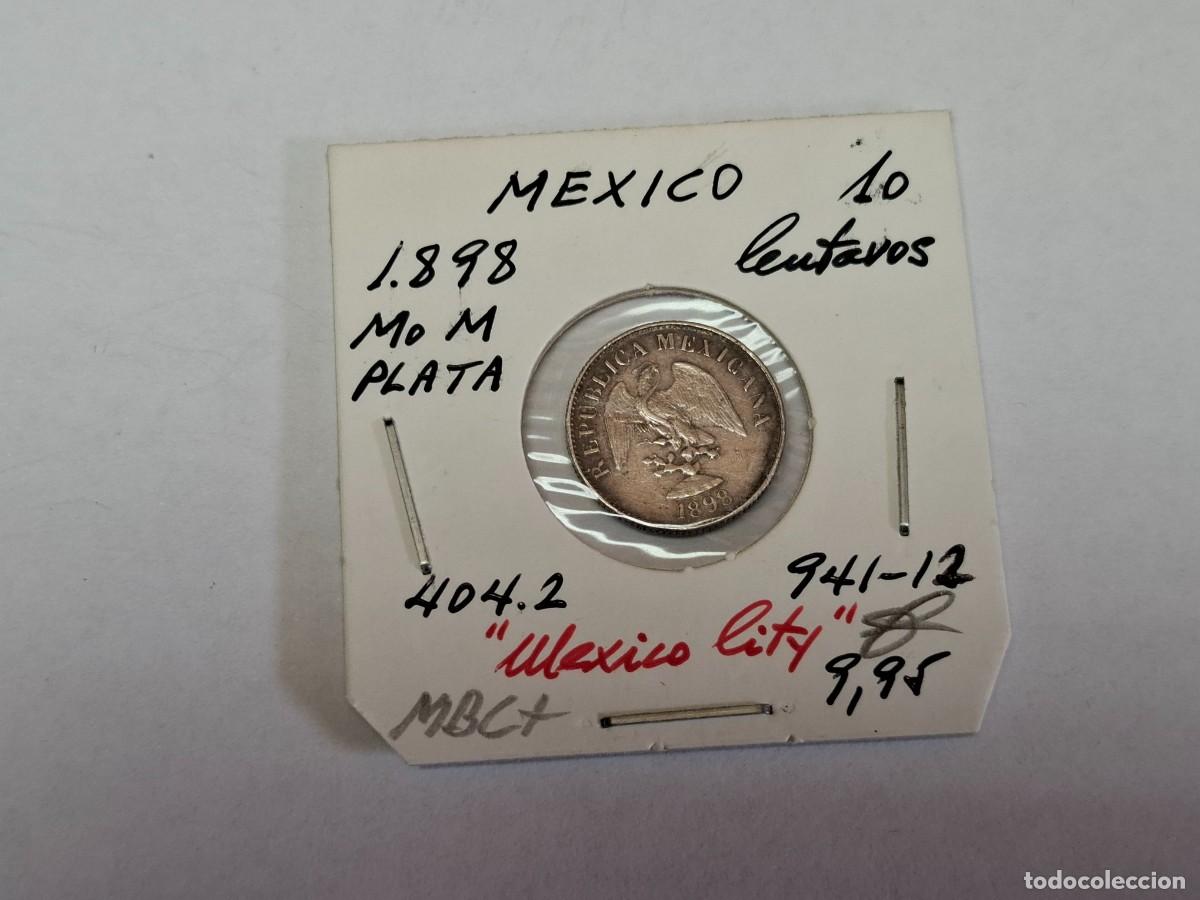 MEXICO 10
Centavos
1.898
Mo M
PLATA
REPUBLICA MEXICANA
1898
404.2
941-12
"Mexico City"
9,95
MBC+
todocoleccion